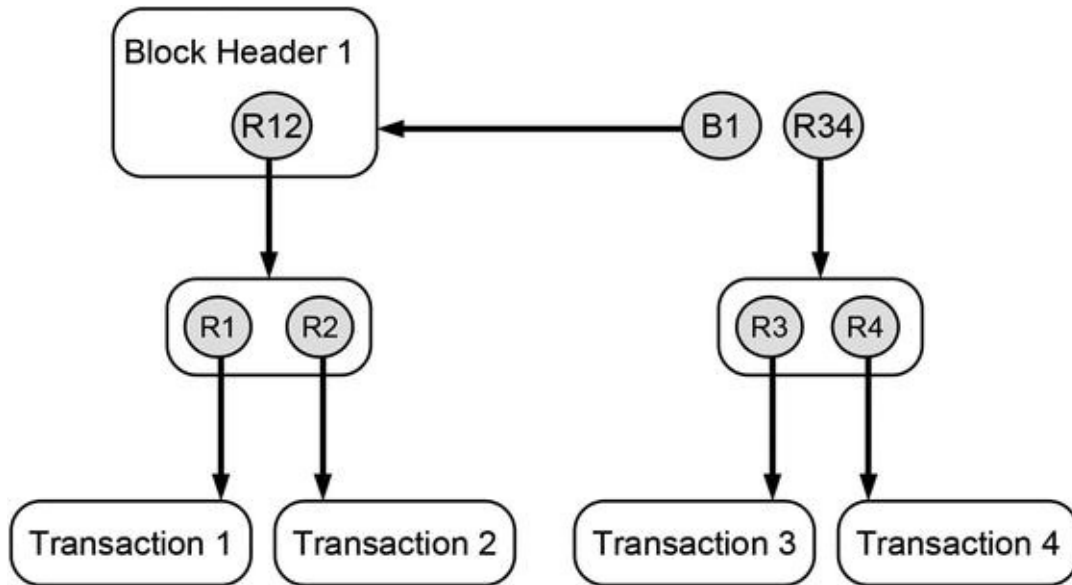 Block Header 1
R12
B1
R34
R1
R2
R3
R4
Transaction 1
Transaction 2
Transaction 3
Transaction 4